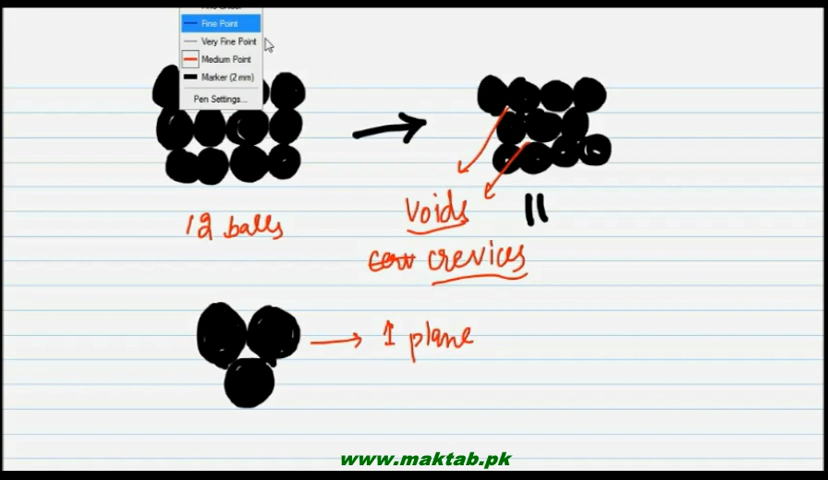 Fine Point
Very Fine Point
Medium Point
Marker (2 mm)
Pen Settings...
12 balls
voids
crevices
11
1 plane
www.maktab.pk